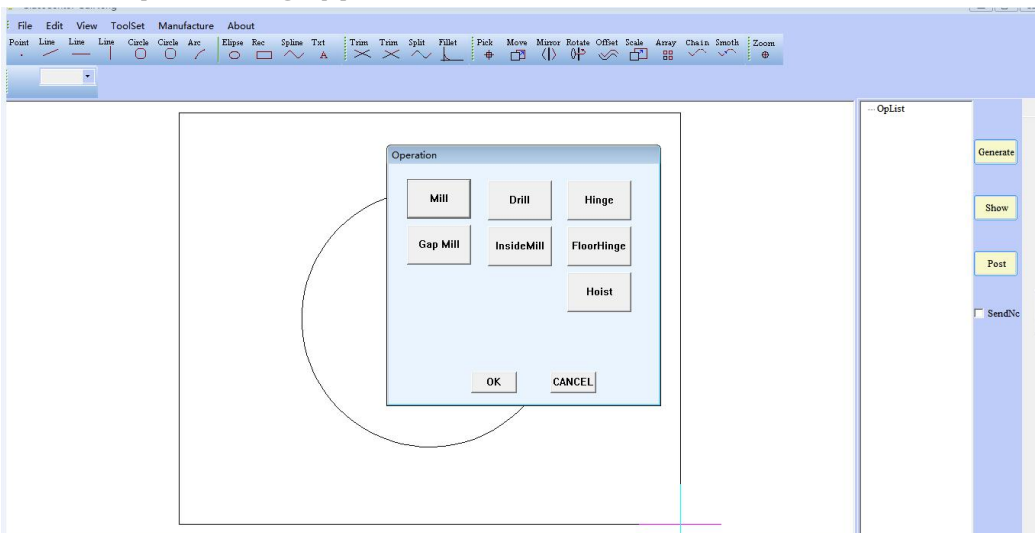 File Edit View ToolSet Manufacture About
Point Line Line Line Circle Circle Arc Elipse Rec Spline Txt Trim Trim Split Fillet Pick Move Mirror Rotate Offset Scale Array Chain Smoth Zoom
OpList
Operation
Generate
Mill Drill Hinge
Show
Gap Mill InsideMill FloorHinge
Post
Hoist
SendNc
OK CANCEL